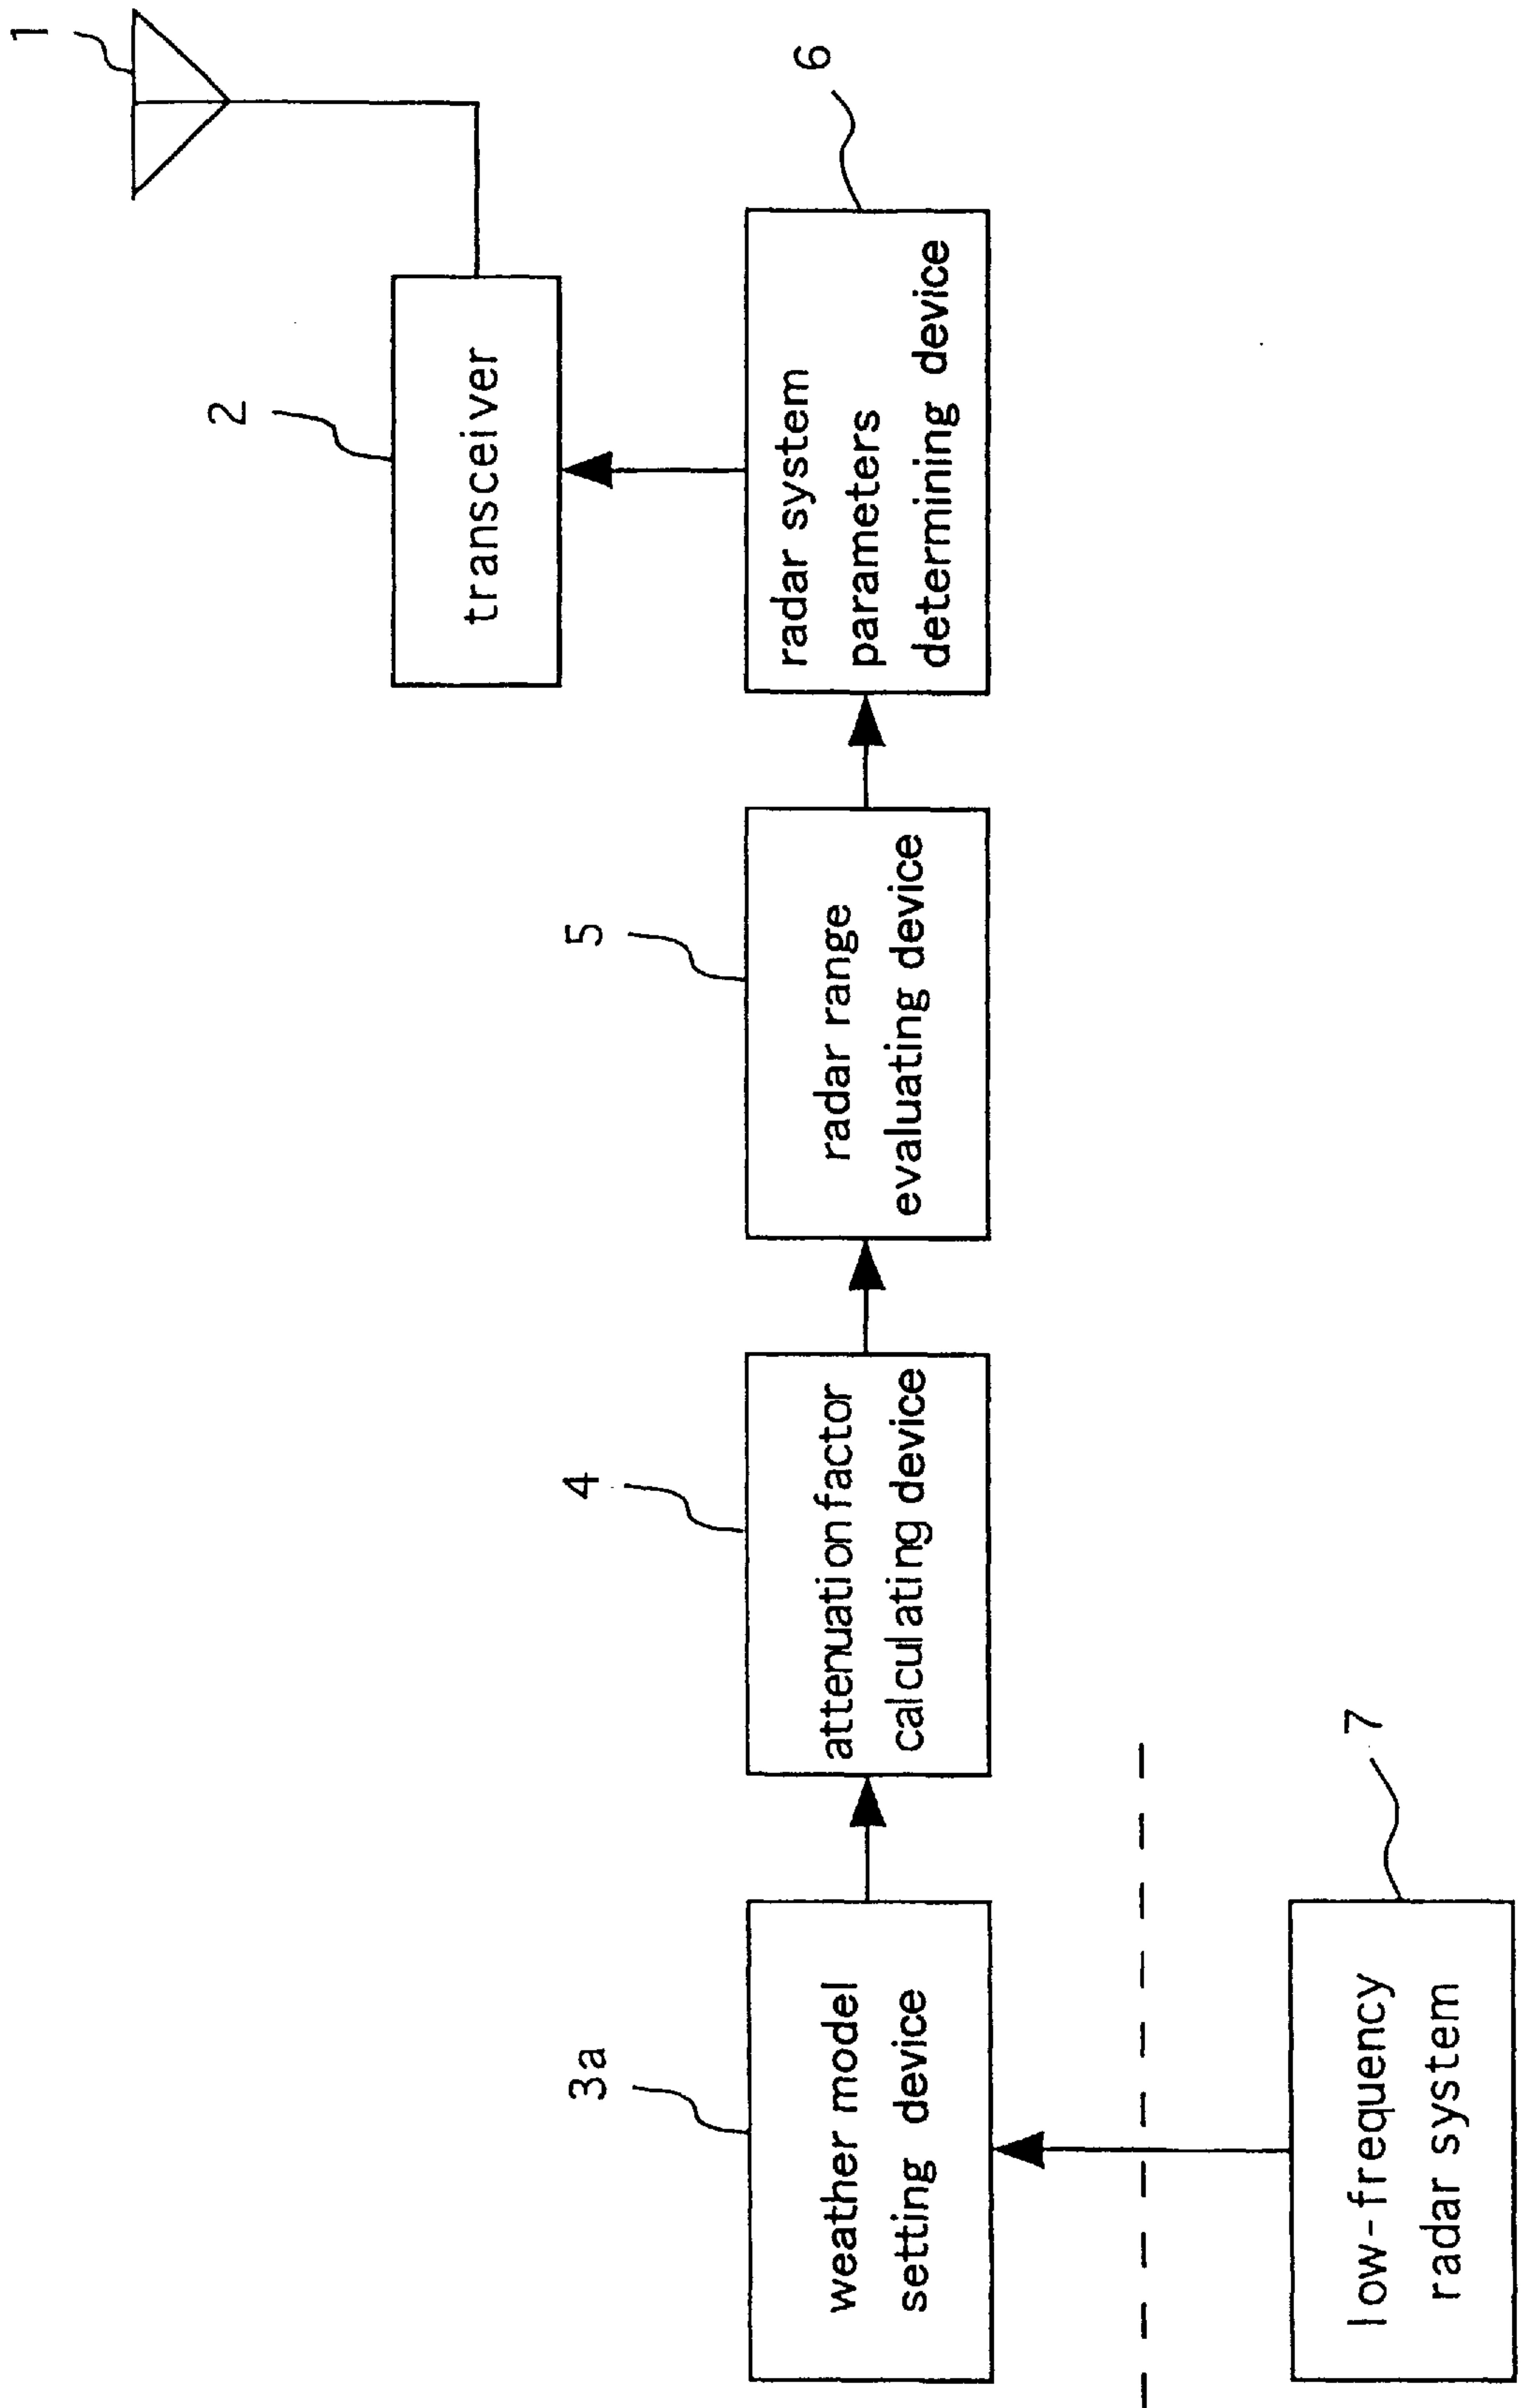 1
2
transceiver
6
radar system
parameters
determining device
5
radar range
evaluating device
4
attenuation factor
calculating device
3a
weather model
setting device
7
low-frequency
radar system